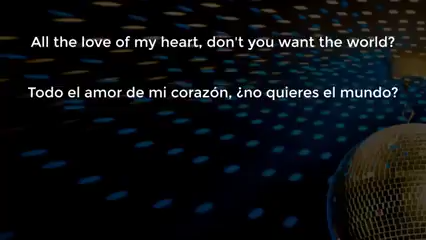 All the love of my heart, don't you want the world?
Todo el amor de mi corazón, ¿no quieres el mundo?